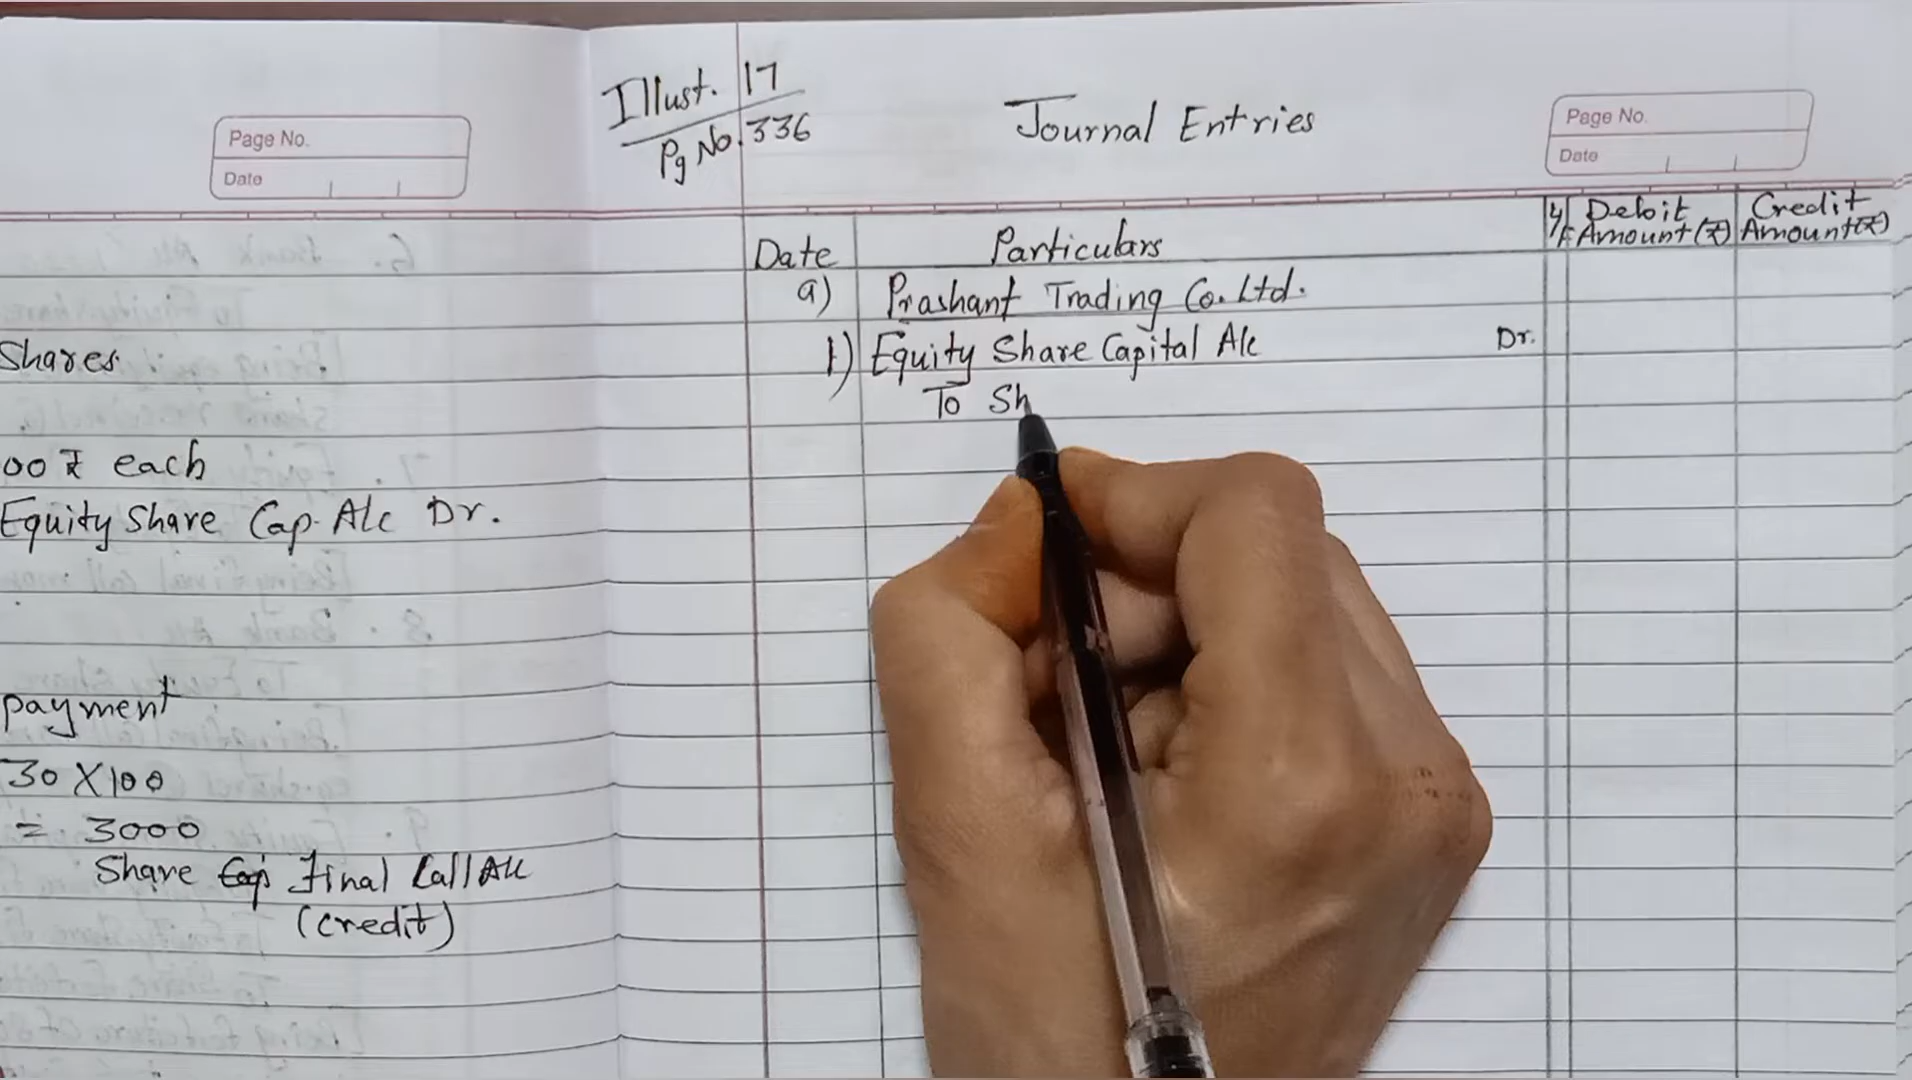 Page No.
Date
Shares.
00 ₹ each
Equity Share Cap. A/c Dr.
payment
30 X 100
= 3000
Share Cap Final Call A/c
(credit)
Illust. 17
Pg No. 336
Journal Entries
Page No.
Date
Date Particulars L/F Debit Amount (₹) Credit Amount (₹)
a) Prashant Trading Co. Ltd.
1) Equity Share Capital A/c Dr.
To Sh